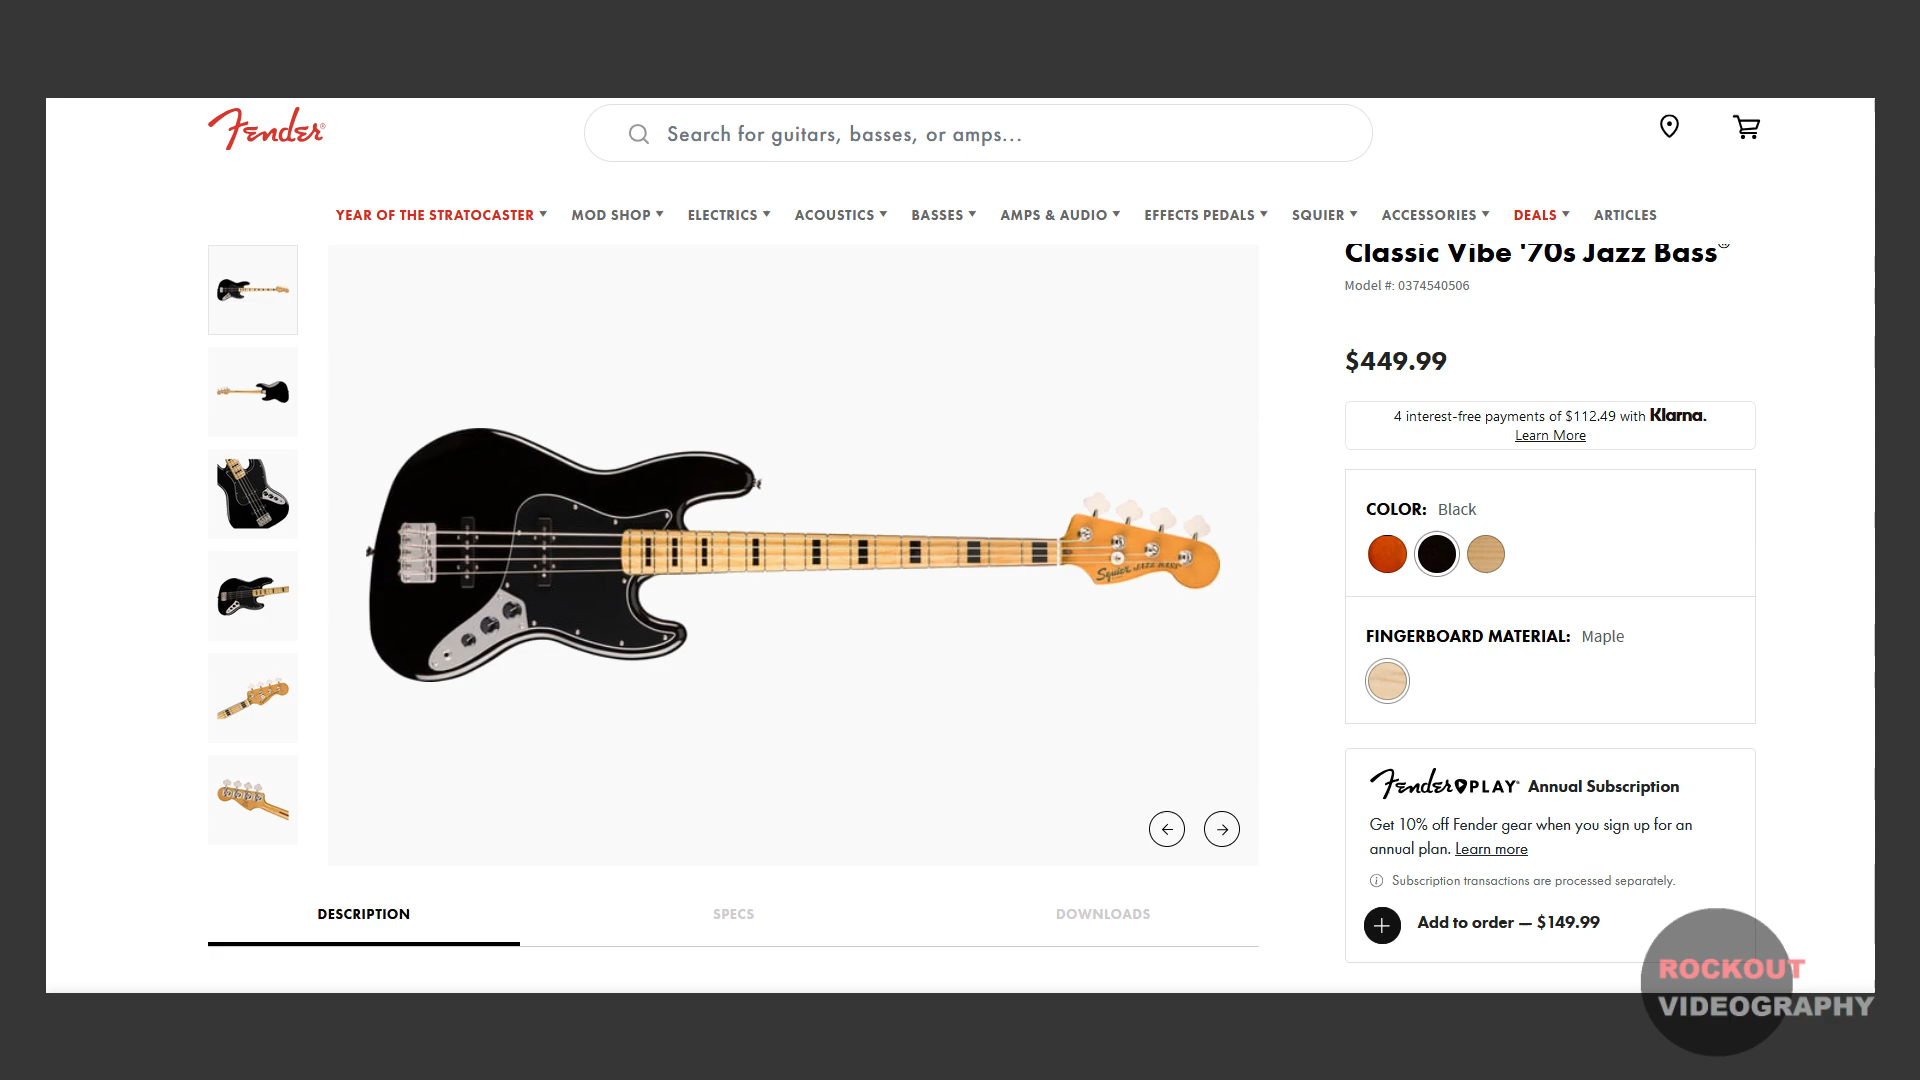 Fender®
Search for guitars, basses, or amps...
YEAR OF THE STRATOCASTER MOD SHOP ELECTRICS ACOUSTICS BASSES AMPS & AUDIO EFFECTS PEDALS SQUIER ACCESSORIES DEALS ARTICLES
Classic Vibe '70s Jazz Bass®
Model #: 0374540506
$449.99
4 interest-free payments of $112.49 with Klarna.
Learn More
COLOR: Black
Squier JAZZ BASS
FINGERBOARD MATERIAL: Maple
Fender PLAY Annual Subscription
Get 10% off Fender gear when you sign up for an
annual plan. Learn more
Subscription transactions are processed separately.
Add to order — $149.99
DESCRIPTION SPECS DOWNLOADS
ROCKOUT
VIDEOGRAPHY